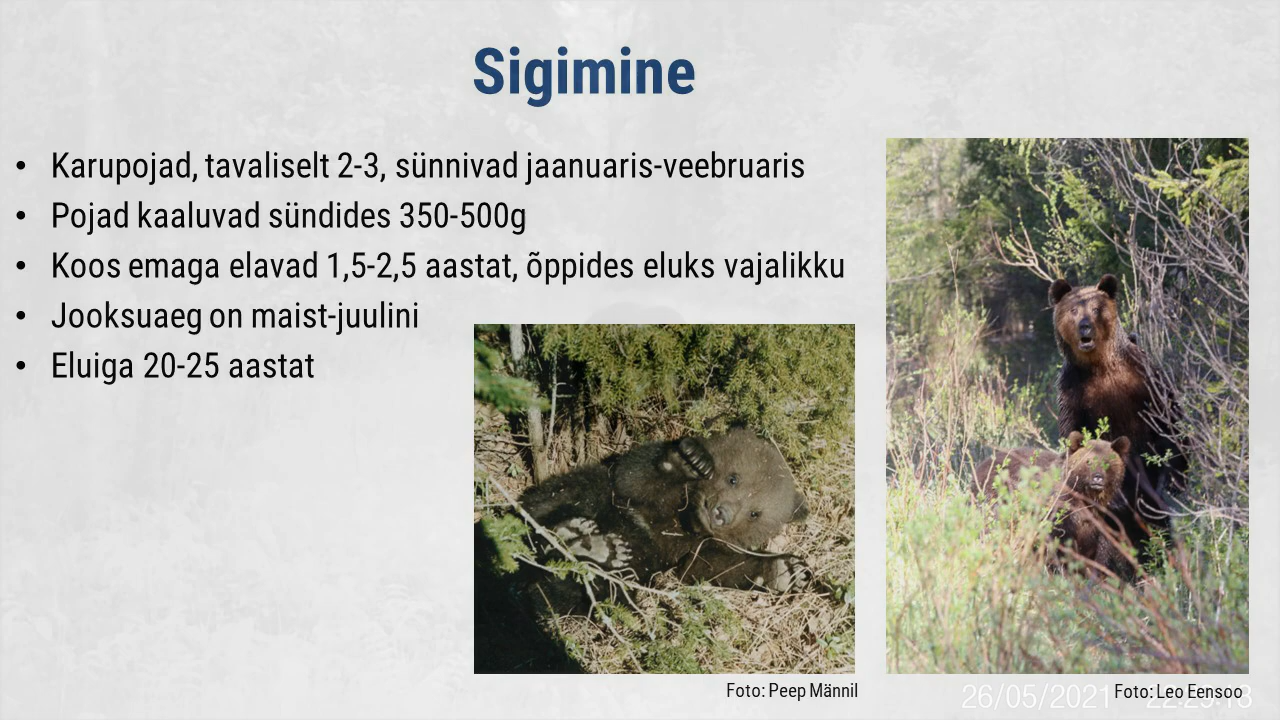 Sigimine
• Karupojad, tavaliselt 2-3, sünnivad jaanuaris-veebruaris
• Pojad kaaluvad sündides 350-500g
• Koos emaga elavad 1,5-2,5 aastat, õppides eluks vajalikku
• Jooksuaeg on maist-juulini
• Eluiga 20-25 aastat
Foto: Peep Männil
Foto: Leo Eensoo
26/05/2021